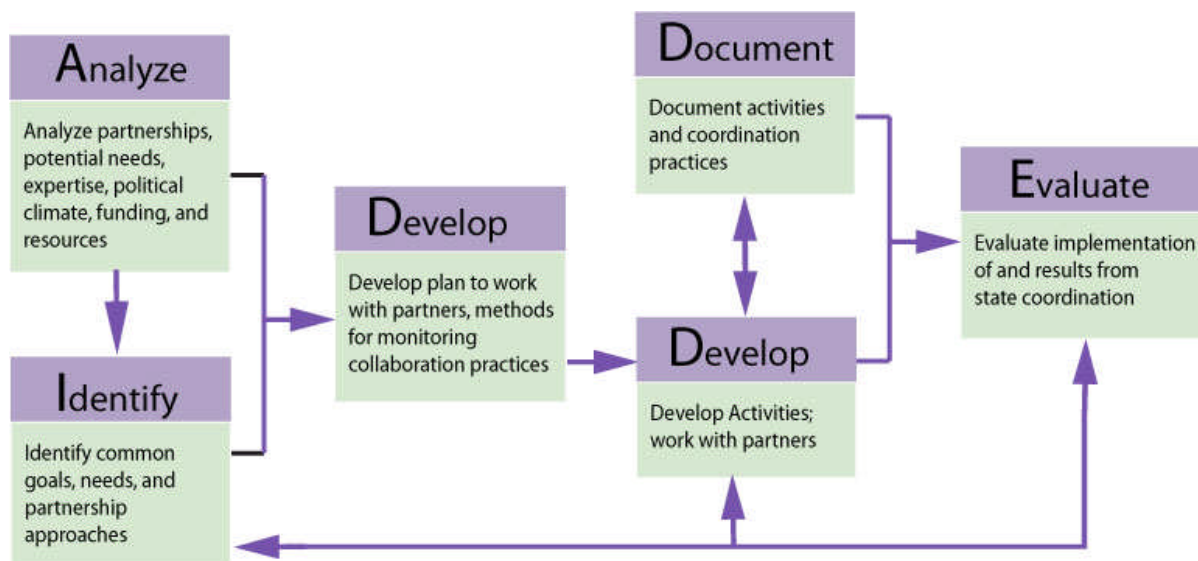 Analyze
Analyze partnerships,
potential needs,
expertise, political
climate, funding, and
resources
Identify
Identify common
goals, needs, and
partnership
approaches
Develop
Develop plan to work
with partners, methods
for monitoring
collaboration practices
Document
Document activities
and coordination
practices
Develop
Develop Activities;
work with partners
Evaluate
Evaluate implementation
of and results from
state coordination